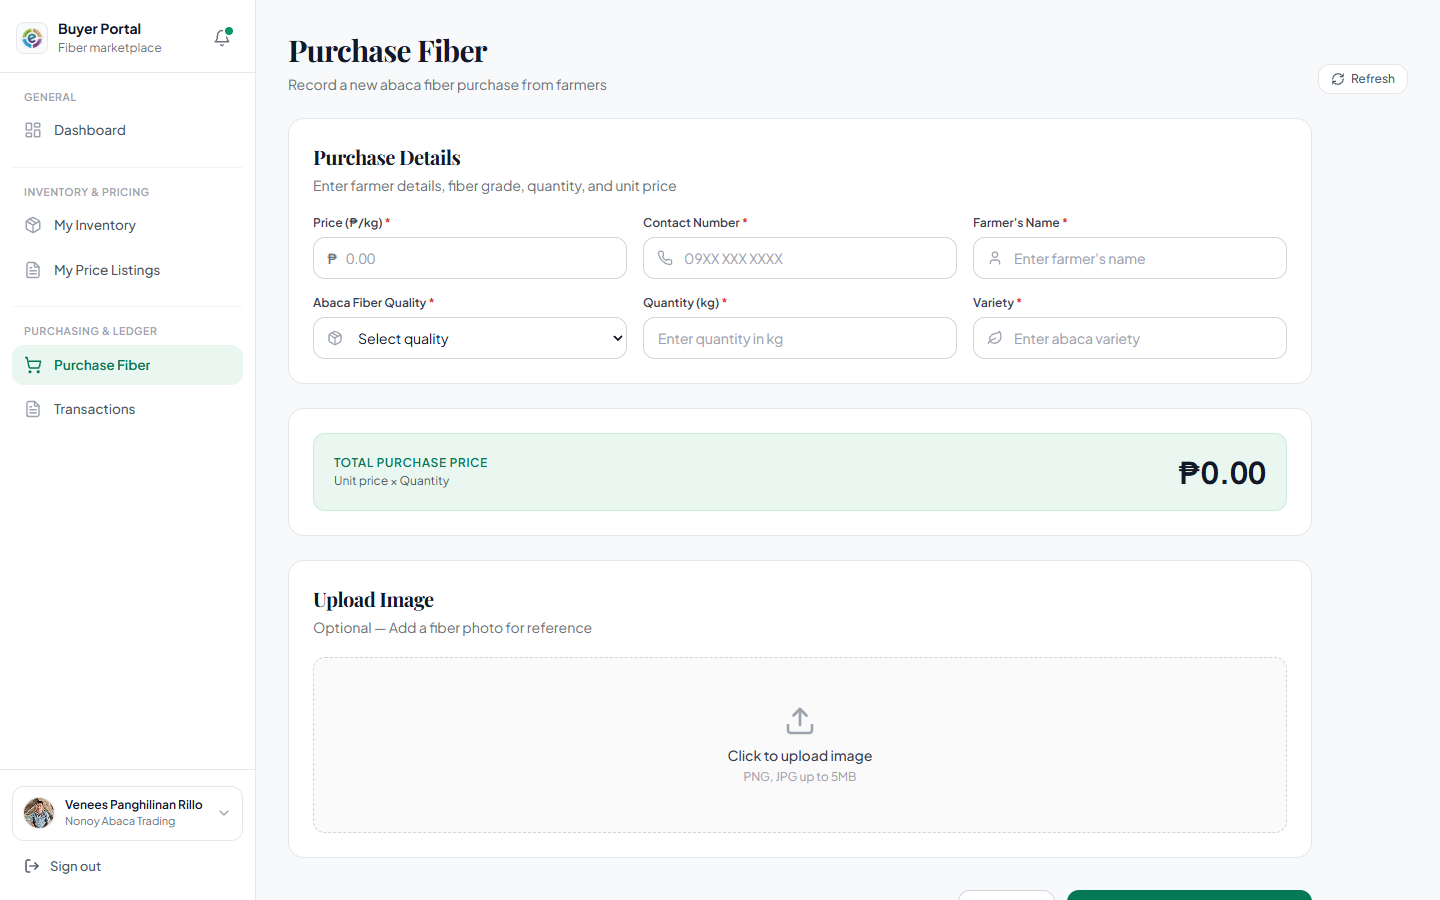 Buyer Portal
Fiber marketplace
GENERAL
Dashboard
INVENTORY & PRICING
My Inventory
My Price Listings
PURCHASING & LEDGER
Purchase Fiber
Transactions
Venees Panghilinan Rillo
Nonoy Abaca Trading
Sign out
Purchase Fiber
Record a new abaca fiber purchase from farmers
Refresh
Purchase Details
Enter farmer details, fiber grade, quantity, and unit price
Price (₱/kg) * Contact Number * Farmer's Name *
₱ 0.00 09XX XXX XXXX Enter farmer's name
Abaca Fiber Quality * Quantity (kg) * Variety *
Select quality Enter quantity in kg Enter abaca variety
TOTAL PURCHASE PRICE
Unit price × Quantity
₱0.00
Upload Image
Optional — Add a fiber photo for reference
Click to upload image
PNG, JPG up to 5MB